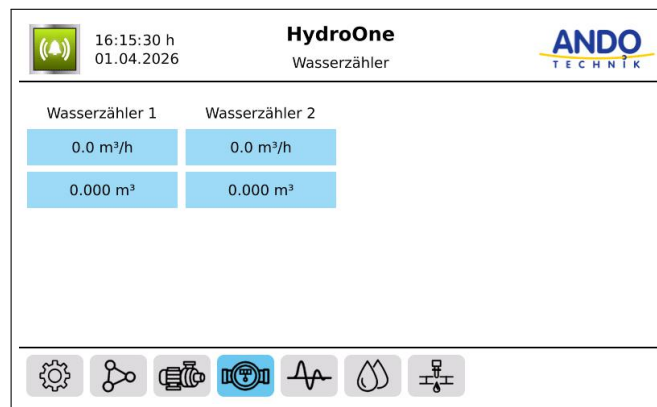 16:15:30 h
01.04.2026
HydroOne
Wasserzähler
ANDO
TECHNIK
Wasserzähler 1
Wasserzähler 2
0.0 m³/h
0.0 m³/h
0.000 m³
0.000 m³